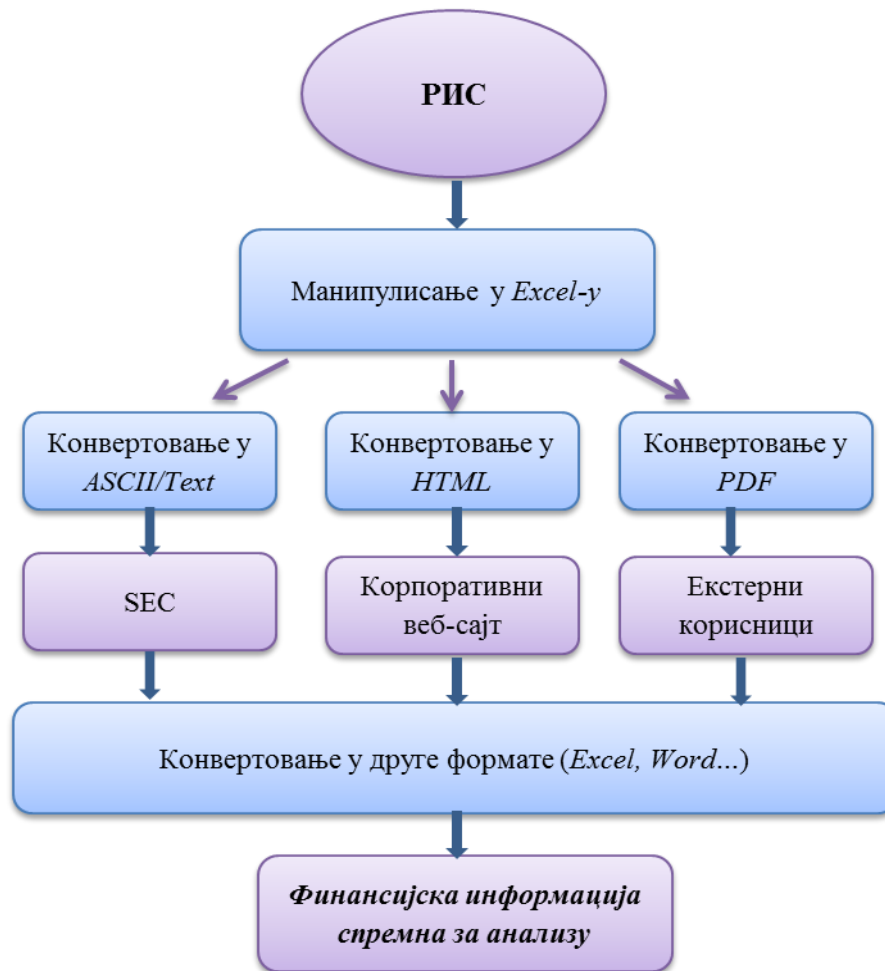 РИС
Манипулисање у Excel-у
Конвертовање у
ASCII/Text
Конвертовање у
HTML
Конвертовање у
PDF
SEC
Корпоративни
веб-сајт
Екстерни
корисници
Конвертовање у друге формате (Excel, Word...)
Финансијска информација
спремна за анализу